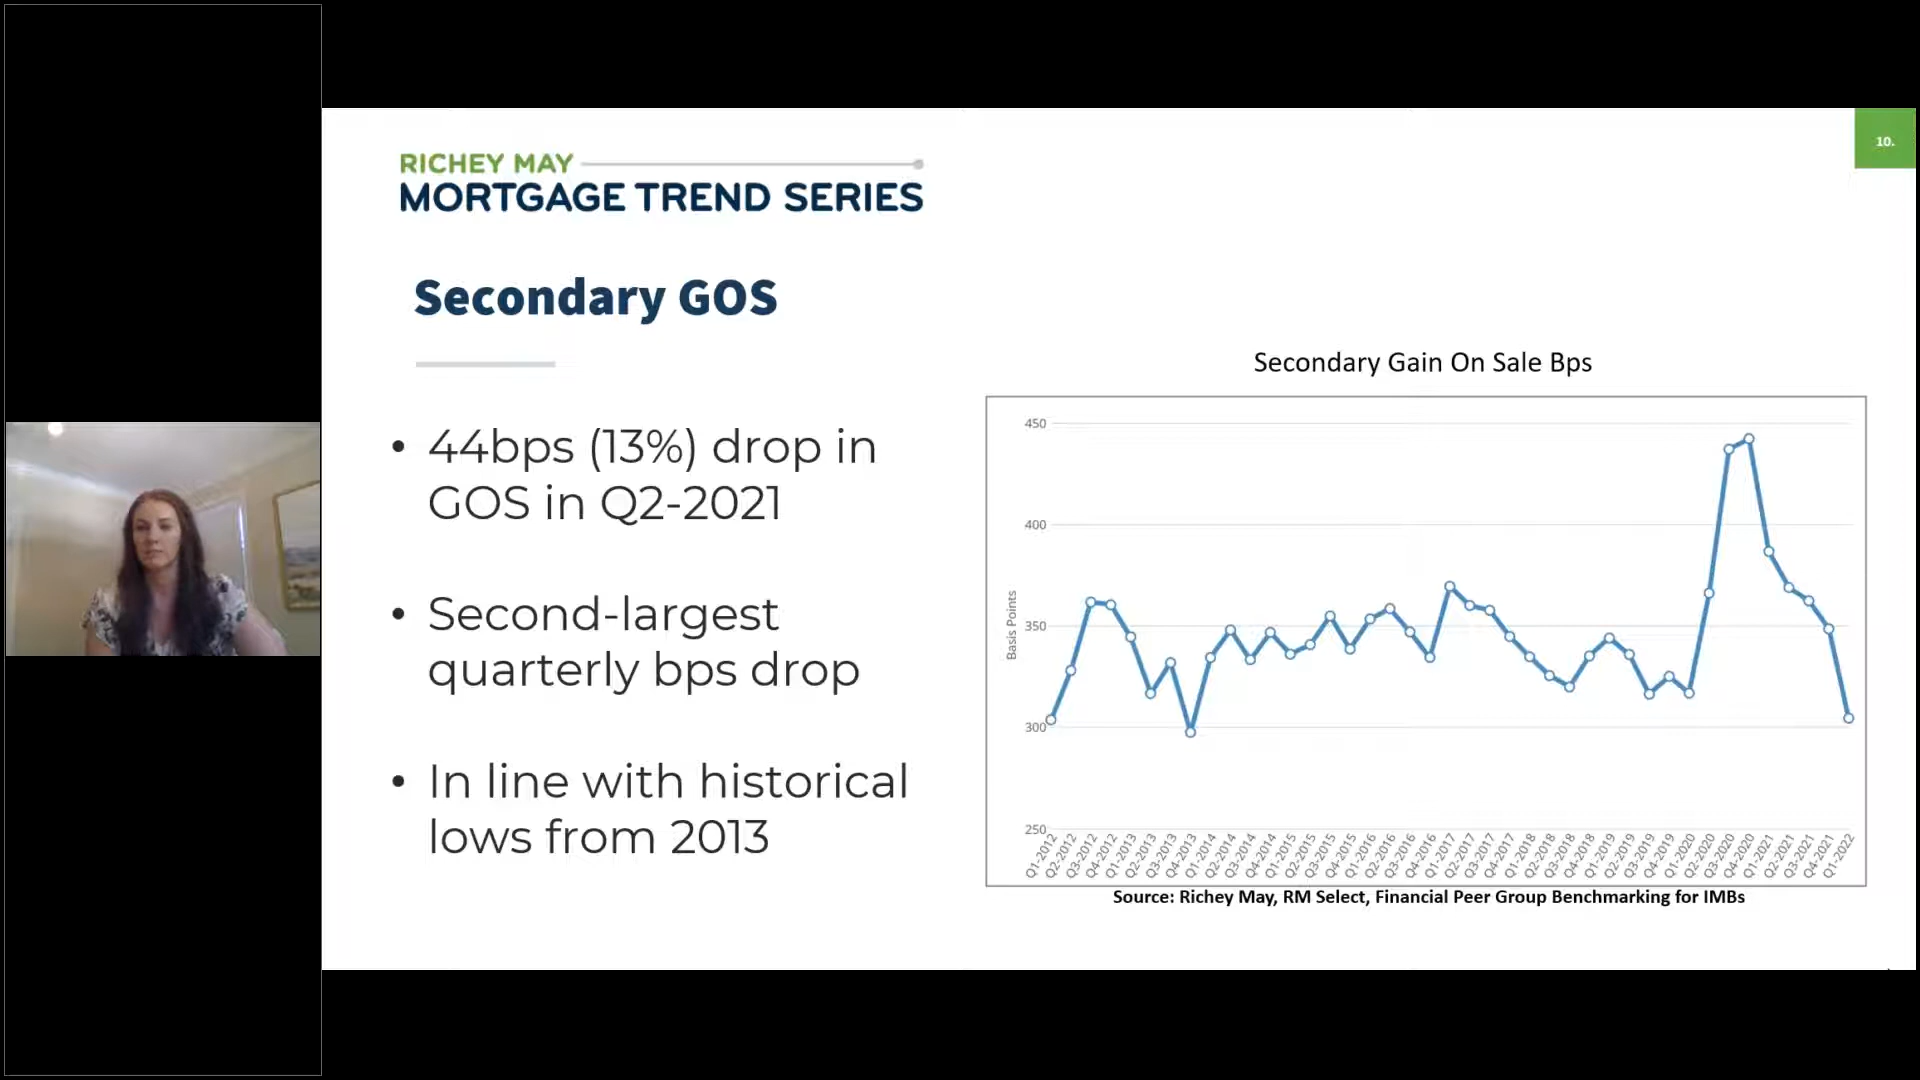 10.
RICHEY MAY
MORTGAGE TREND SERIES
Secondary GOS
• 44bps (13%) drop in
GOS in Q2-2021
• Second-largest
quarterly bps drop
• In line with historical
lows from 2013
Secondary Gain On Sale Bps
450
400
350
300
250
Basis Points
Q1-2012
Q2-2012
Q3-2012
Q4-2012
Q1-2013
Q2-2013
Q3-2013
Q4-2013
Q1-2014
Q2-2014
Q3-2014
Q4-2014
Q1-2015
Q2-2015
Q3-2015
Q4-2015
Q1-2016
Q2-2016
Q3-2016
Q4-2016
Q1-2017
Q2-2017
Q3-2017
Q4-2017
Q1-2018
Q2-2018
Q3-2018
Q4-2018
Q1-2019
Q2-2019
Q3-2019
Q4-2019
Q1-2020
Q2-2020
Q3-2020
Q4-2020
Q1-2021
Q2-2021
Q3-2021
Q4-2021
Q1-2022
Source: Richey May, RM Select, Financial Peer Group Benchmarking for IMBs